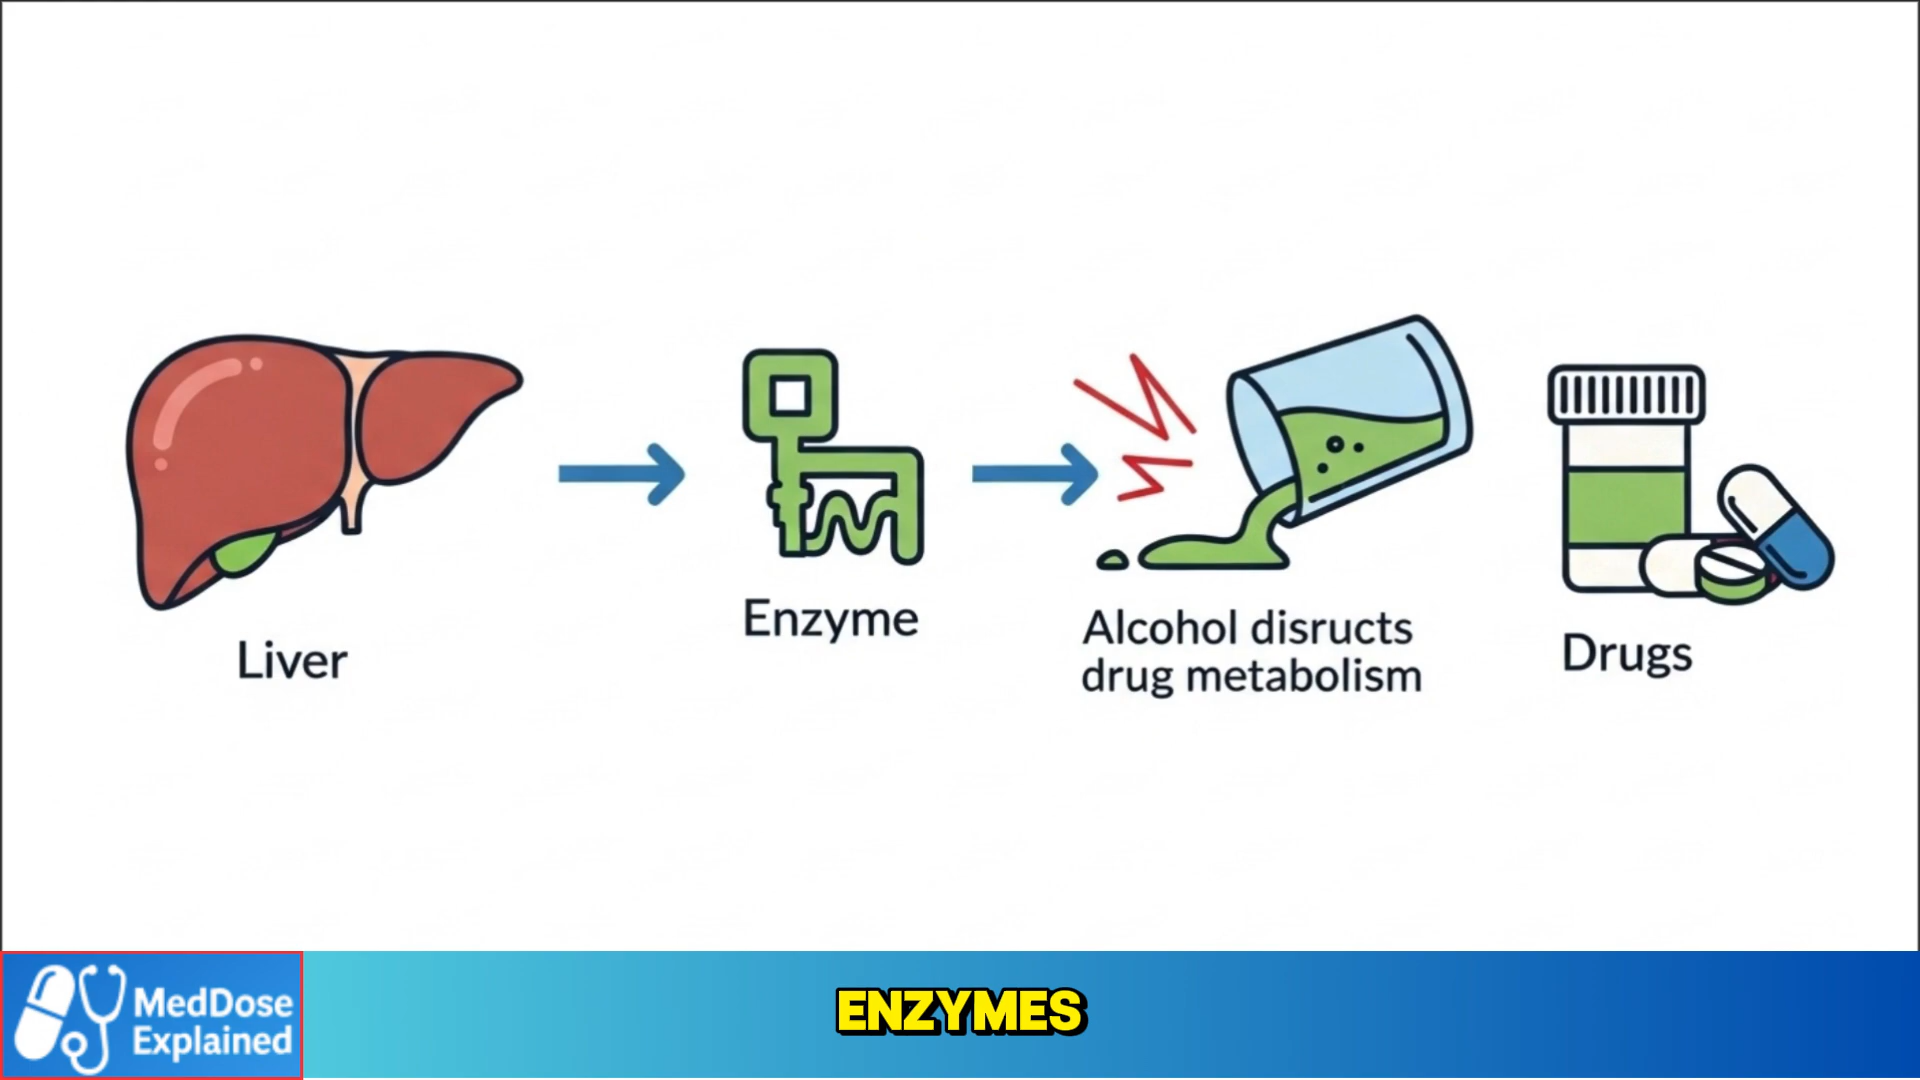 Liver
Enzyme
Alcohol disructs
drug metabolism
Drugs
MedDose
Explained
ENZYMES